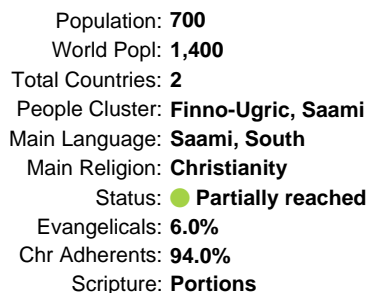 Population: 700
World Popl: 1,400
Total Countries: 2
People Cluster: Finno-Ugric, Saami
Main Language: Saami, South
Main Religion: Christianity
Status: Partially reached
Evangelicals: 6.0%
Chr Adherents: 94.0%
Scripture: Portions